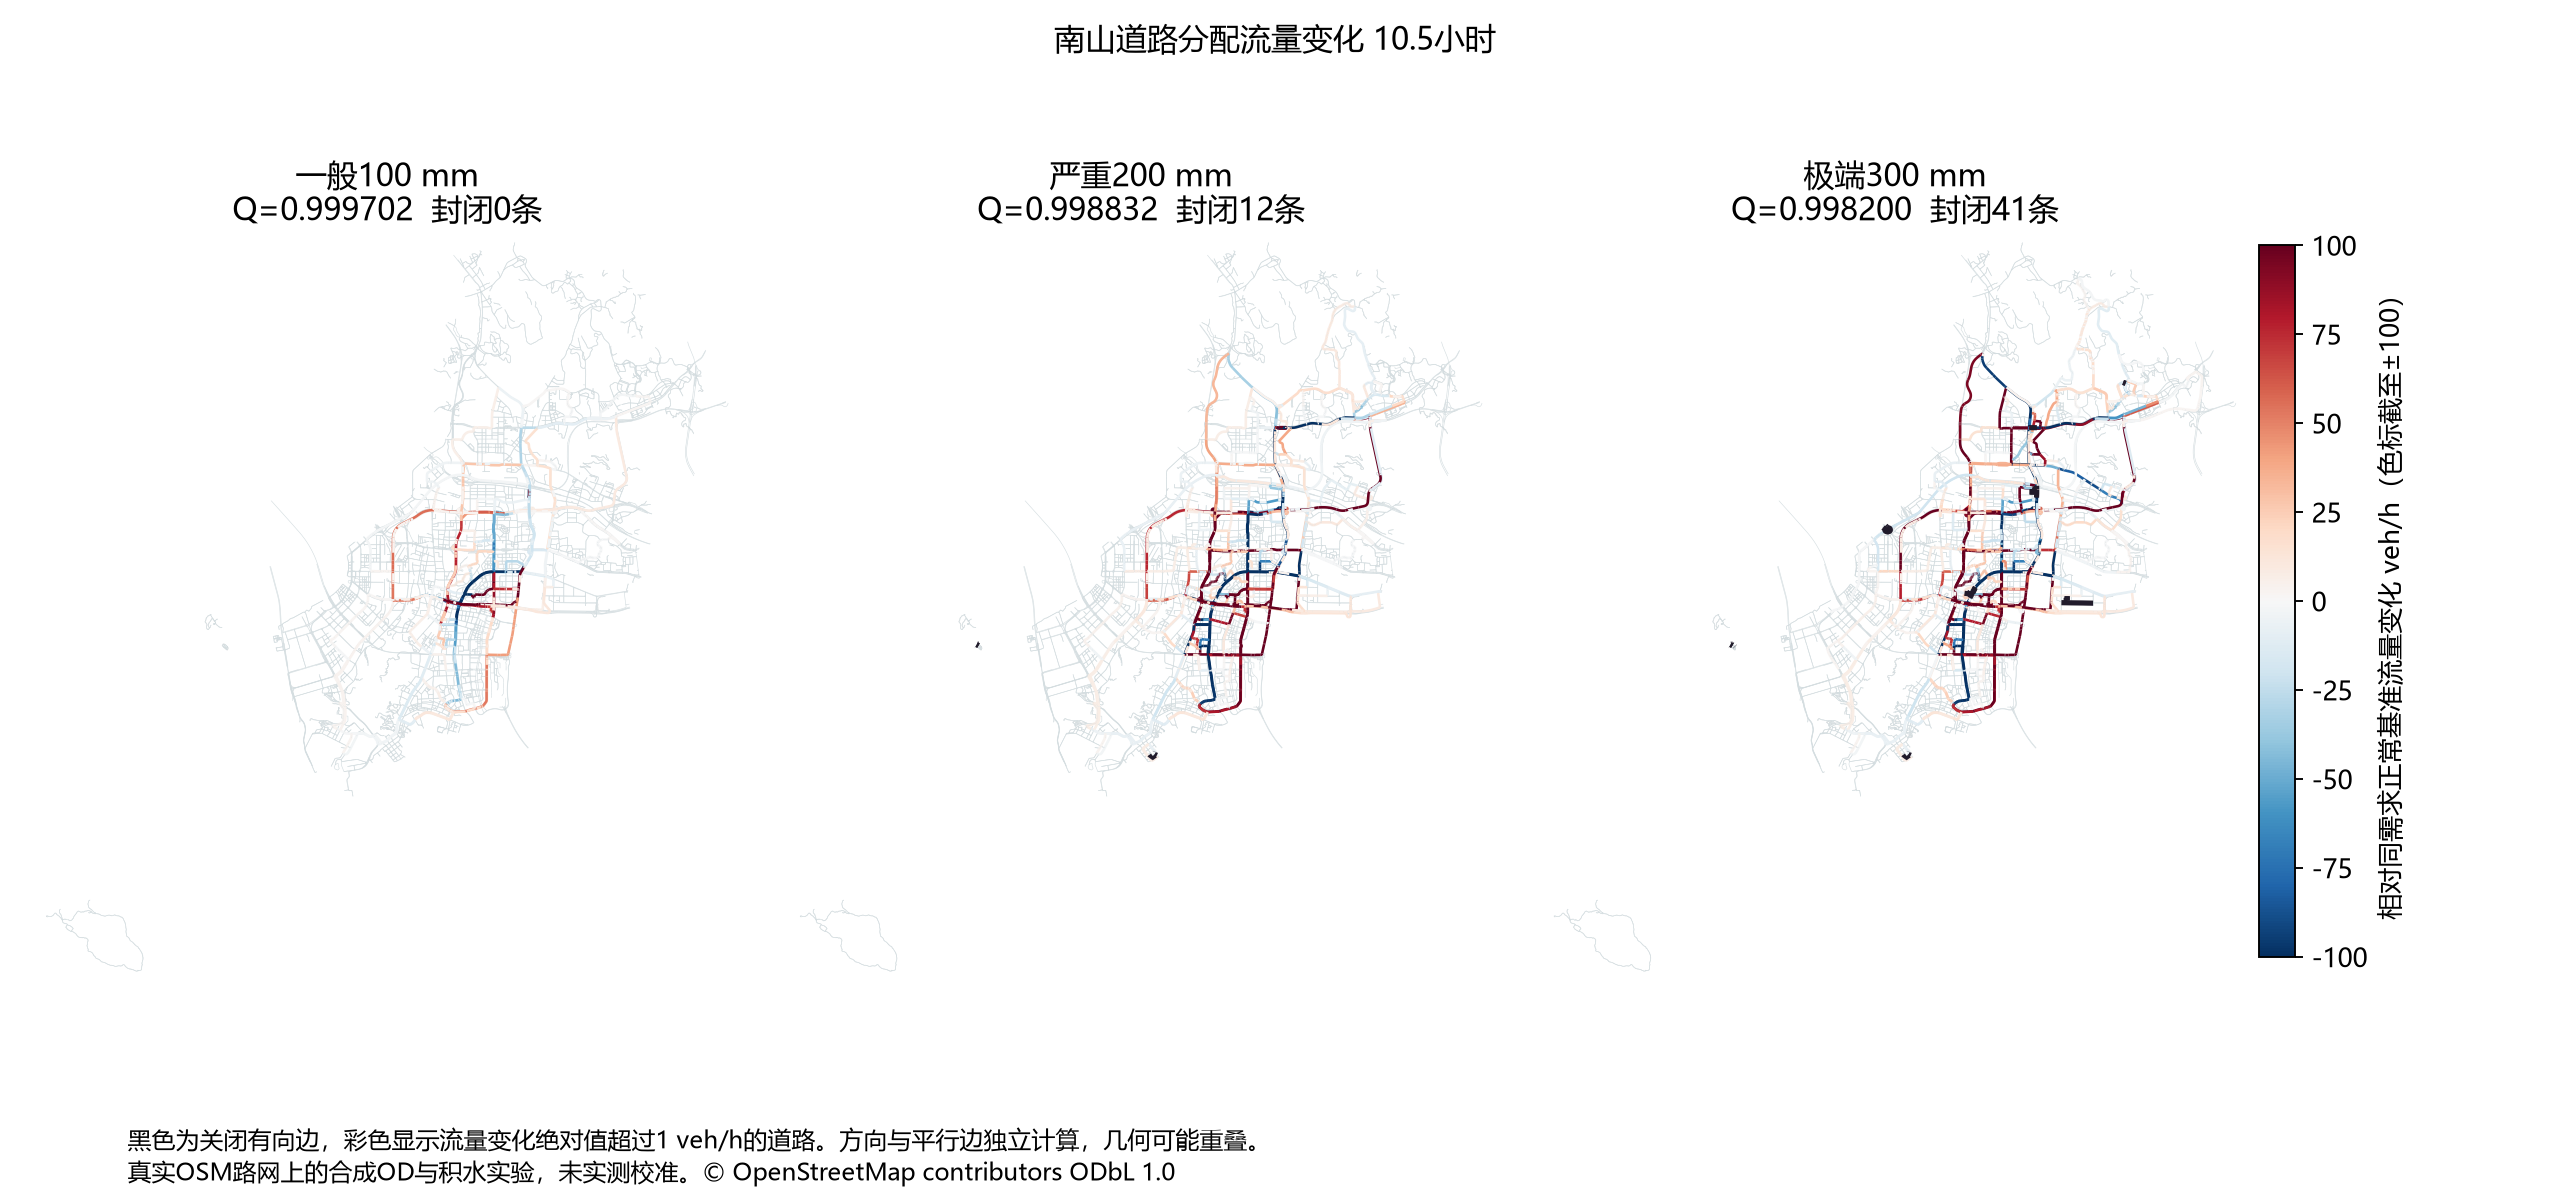 南山道路分配流量变化 10.5小时
一般100 mm
Q=0.999702 封闭0条
严重200 mm
Q=0.998832 封闭12条
极端300 mm
Q=0.998200 封闭41条
100
75
50
25
0
-25
-50
-75
-100
相对同需求正常基准流量变化 veh/h（色标截至±100）
黑色为关闭有向边，彩色显示流量变化绝对值超过1 veh/h的道路。方向与平行边独立计算，几何可能重叠。
真实OSM路网上的合成OD与积水实验，未实测校准。© OpenStreetMap contributors ODbL 1.0